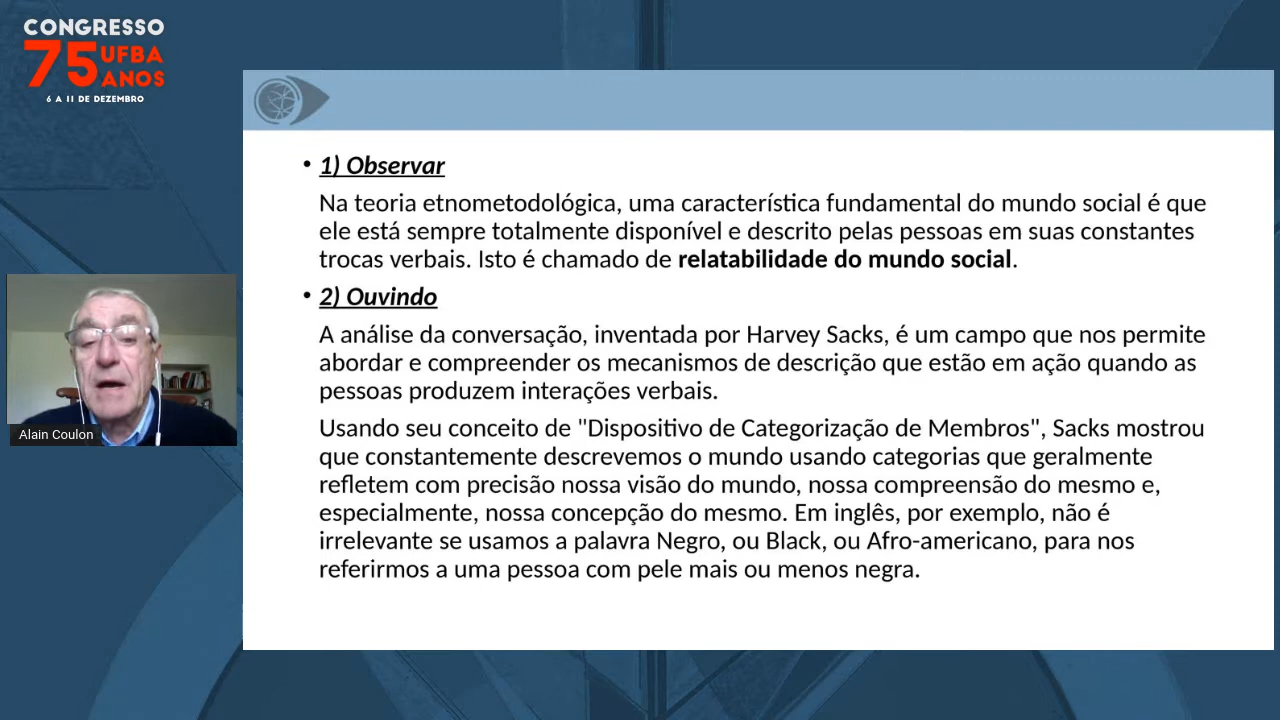 CONGRESSO
75 UFBA
ANOS
6 A 11 DE DEZEMBRO
• 1) Observar
Na teoria etnometodológica, uma característica fundamental do mundo social é que
ele está sempre totalmente disponível e descrito pelas pessoas em suas constantes
trocas verbais. Isto é chamado de relatabilidade do mundo social.
• 2) Ouvindo
A análise da conversação, inventada por Harvey Sacks, é um campo que nos permite
abordar e compreender os mecanismos de descrição que estão em ação quando as
pessoas produzem interações verbais.
Usando seu conceito de "Dispositivo de Categorização de Membros", Sacks mostrou
que constantemente descrevemos o mundo usando categorias que geralmente
refletem com precisão nossa visão do mundo, nossa compreensão do mesmo e,
especialmente, nossa concepção do mesmo. Em inglês, por exemplo, não é
irrelevante se usamos a palavra Negro, ou Black, ou Afro-americano, para nos
referirmos a uma pessoa com pele mais ou menos negra.
Alain Coulon